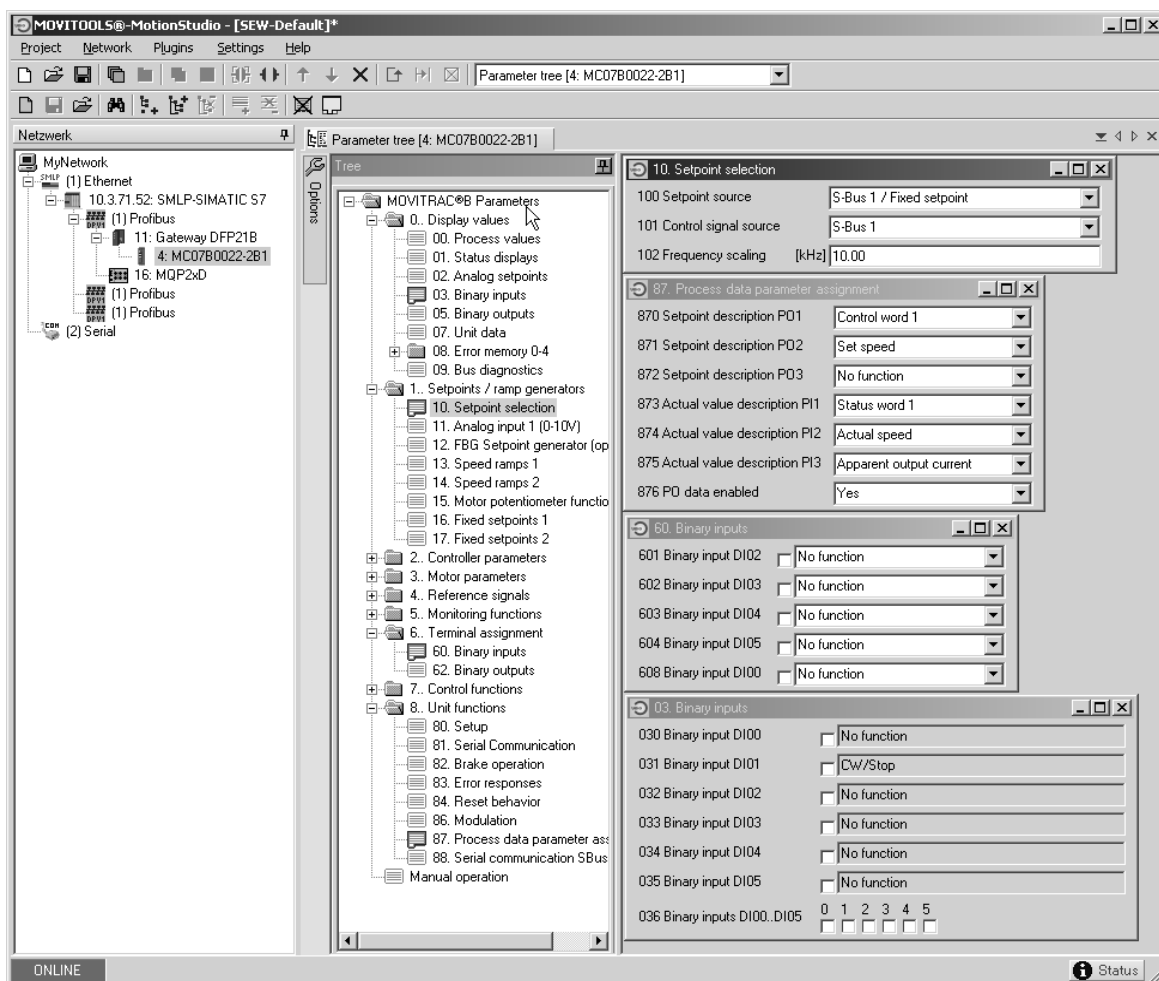 MOVITOOLS®-MotionStudio - [SEW-Default]*
Project Network Plugins Settings Help
Parameter tree [4: MC07B0022-2B1]
Netzwerk
MyNetwork
SMLP (1) Ethernet
10.3.71.52: SMLP-SIMATIC S7
DPV1 (1) Profibus
11: Gateway DFP21B
4: MC07B0022-2B1
16: MQP2xD
DPV1 (1) Profibus
DPV1 (1) Profibus
COM (2) Serial
Parameter tree [4: MC07B0022-2B1]
Options
Tree
MOVITRAC®B Parameters
0.. Display values
00. Process values
01. Status displays
02. Analog setpoints
03. Binary inputs
05. Binary outputs
07. Unit data
08. Error memory 0-4
09. Bus diagnostics
1.. Setpoints / ramp generators
10. Setpoint selection
11. Analog input 1 (0-10V)
12. FBG Setpoint generator (op
13. Speed ramps 1
14. Speed ramps 2
15. Motor potentiometer functio
16. Fixed setpoints 1
17. Fixed setpoints 2
2.. Controller parameters
3.. Motor parameters
4.. Reference signals
5.. Monitoring functions
6.. Terminal assignment
60. Binary inputs
62. Binary outputs
7.. Control functions
8.. Unit functions
80. Setup
81. Serial Communication
82. Brake operation
83. Error responses
84. Reset behavior
86. Modulation
87. Process data parameter ass
88. Serial communication SBus
Manual operation
10. Setpoint selection
100 Setpoint source S-Bus 1 / Fixed setpoint
101 Control signal source S-Bus 1
102 Frequency scaling [kHz] 10.00
87. Process data parameter assignment
870 Setpoint description PO1 Control word 1
871 Setpoint description PO2 Set speed
872 Setpoint description PO3 No function
873 Actual value description PI1 Status word 1
874 Actual value description PI2 Actual speed
875 Actual value description PI3 Apparent output current
876 PO data enabled Yes
60. Binary inputs
601 Binary input DI02 No function
602 Binary input DI03 No function
603 Binary input DI04 No function
604 Binary input DI05 No function
608 Binary input DI00 No function
03. Binary inputs
030 Binary input DI00 No function
031 Binary input DI01 CW/Stop
032 Binary input DI02 No function
033 Binary input DI03 No function
034 Binary input DI04 No function
035 Binary input DI05 No function
036 Binary inputs DI00..DI05 0 1 2 3 4 5
ONLINE
Status